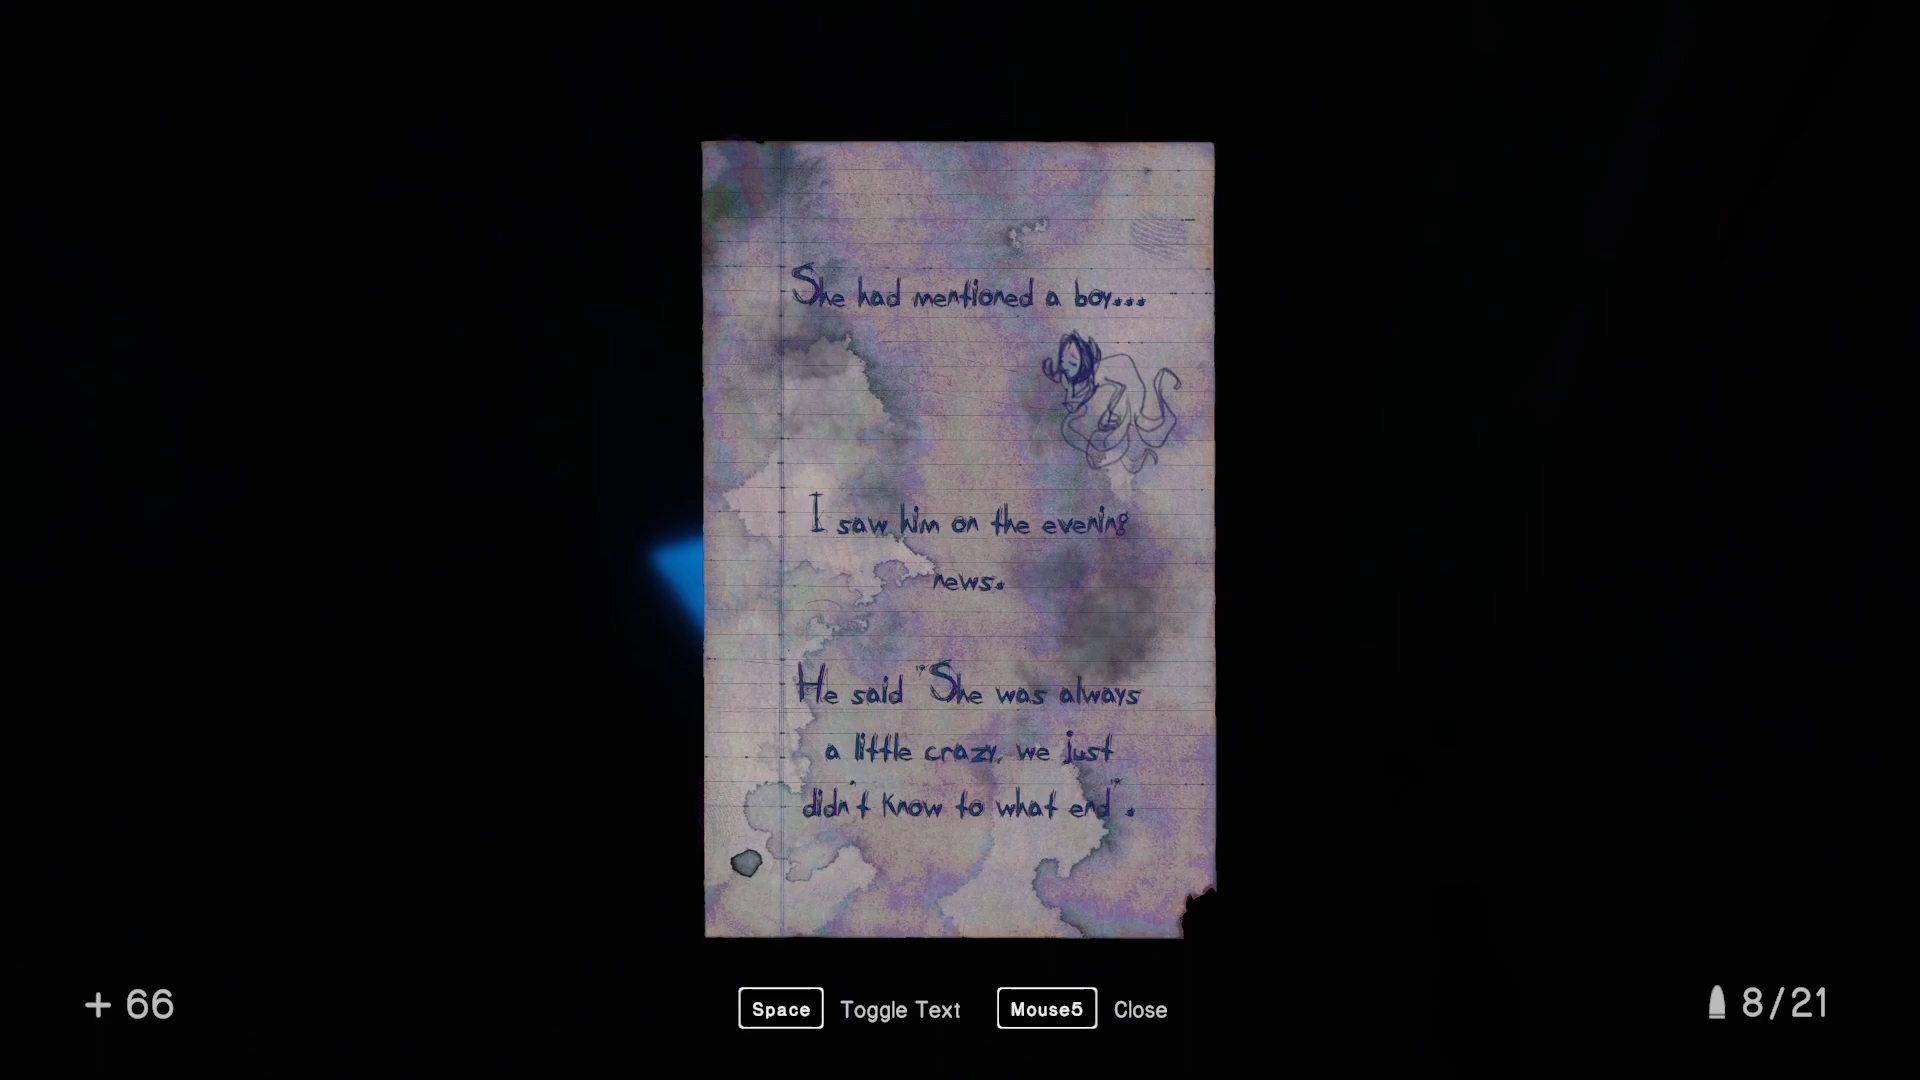 She had mentioned a boy...
I saw him on the evening
news.
He said "She was always
a little crazy, we just
didn't know to what end".
+ 66
Space Toggle Text Mouse5 Close
8/21